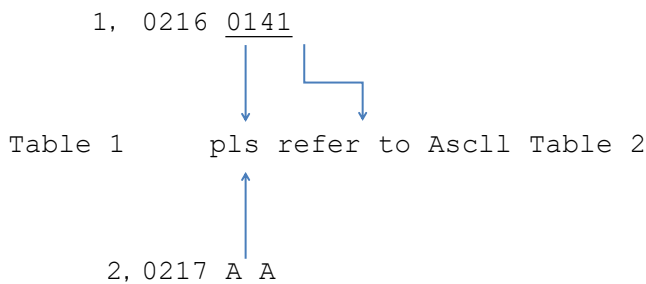 1, 0216 0141
Table 1 pls refer to Ascll Table 2
2, 0217 A A